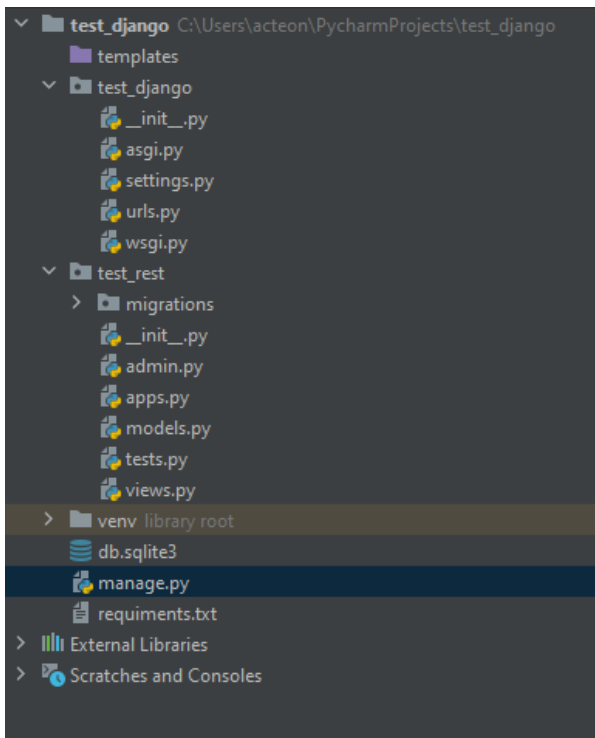 test_django C:\Users\acteon\PycharmProjects\test_django
templates
test_django
__init__.py
asgi.py
settings.py
urls.py
wsgi.py
test_rest
migrations
__init__.py
admin.py
apps.py
models.py
tests.py
views.py
venv library root
db.sqlite3
manage.py
requiments.txt
External Libraries
Scratches and Consoles